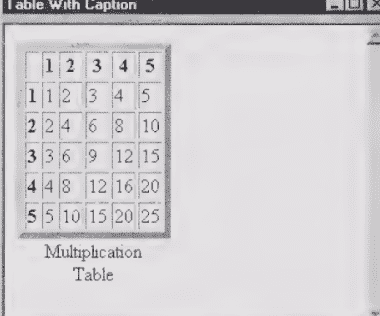 Table With Caption
1 2 3 4 5
1 1 2 3 4 5
2 2 4 6 8 10
3 3 6 9 12 15
4 4 8 12 16 20
5 5 10 15 20 25
Multiplication
Table